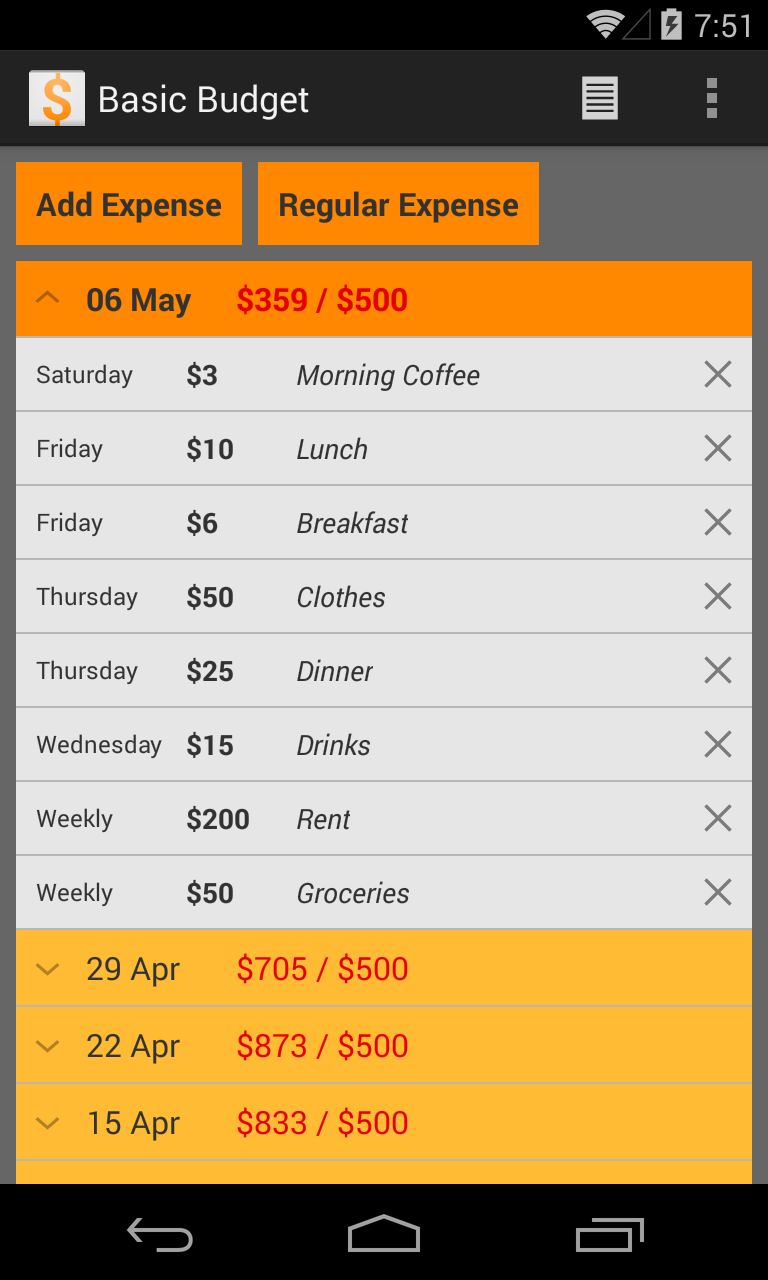 7:51
$ Basic Budget
Add Expense Regular Expense
06 May $359 / $500
Saturday $3 Morning Coffee
Friday $10 Lunch
Friday $6 Breakfast
Thursday $50 Clothes
Thursday $25 Dinner
Wednesday $15 Drinks
Weekly $200 Rent
Weekly $50 Groceries
29 Apr $705 / $500
22 Apr $873 / $500
15 Apr $833 / $500